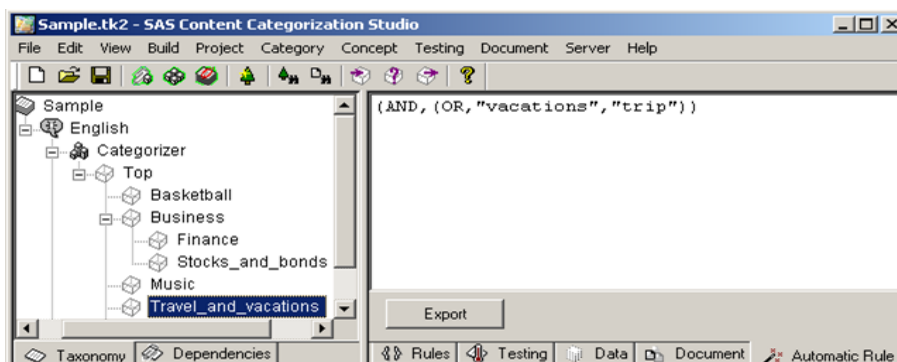 Sample.tk2 - SAS Content Categorization Studio
File Edit View Build Project Category Concept Testing Document Server Help
Sample
English
Categorizer
Top
Basketball
Business
Finance
Stocks_and_bonds
Music
Travel_and_vacations
Taxonomy Dependencies
(AND,(OR,"vacations","trip"))
Export
Rules Testing Data Document Automatic Rule